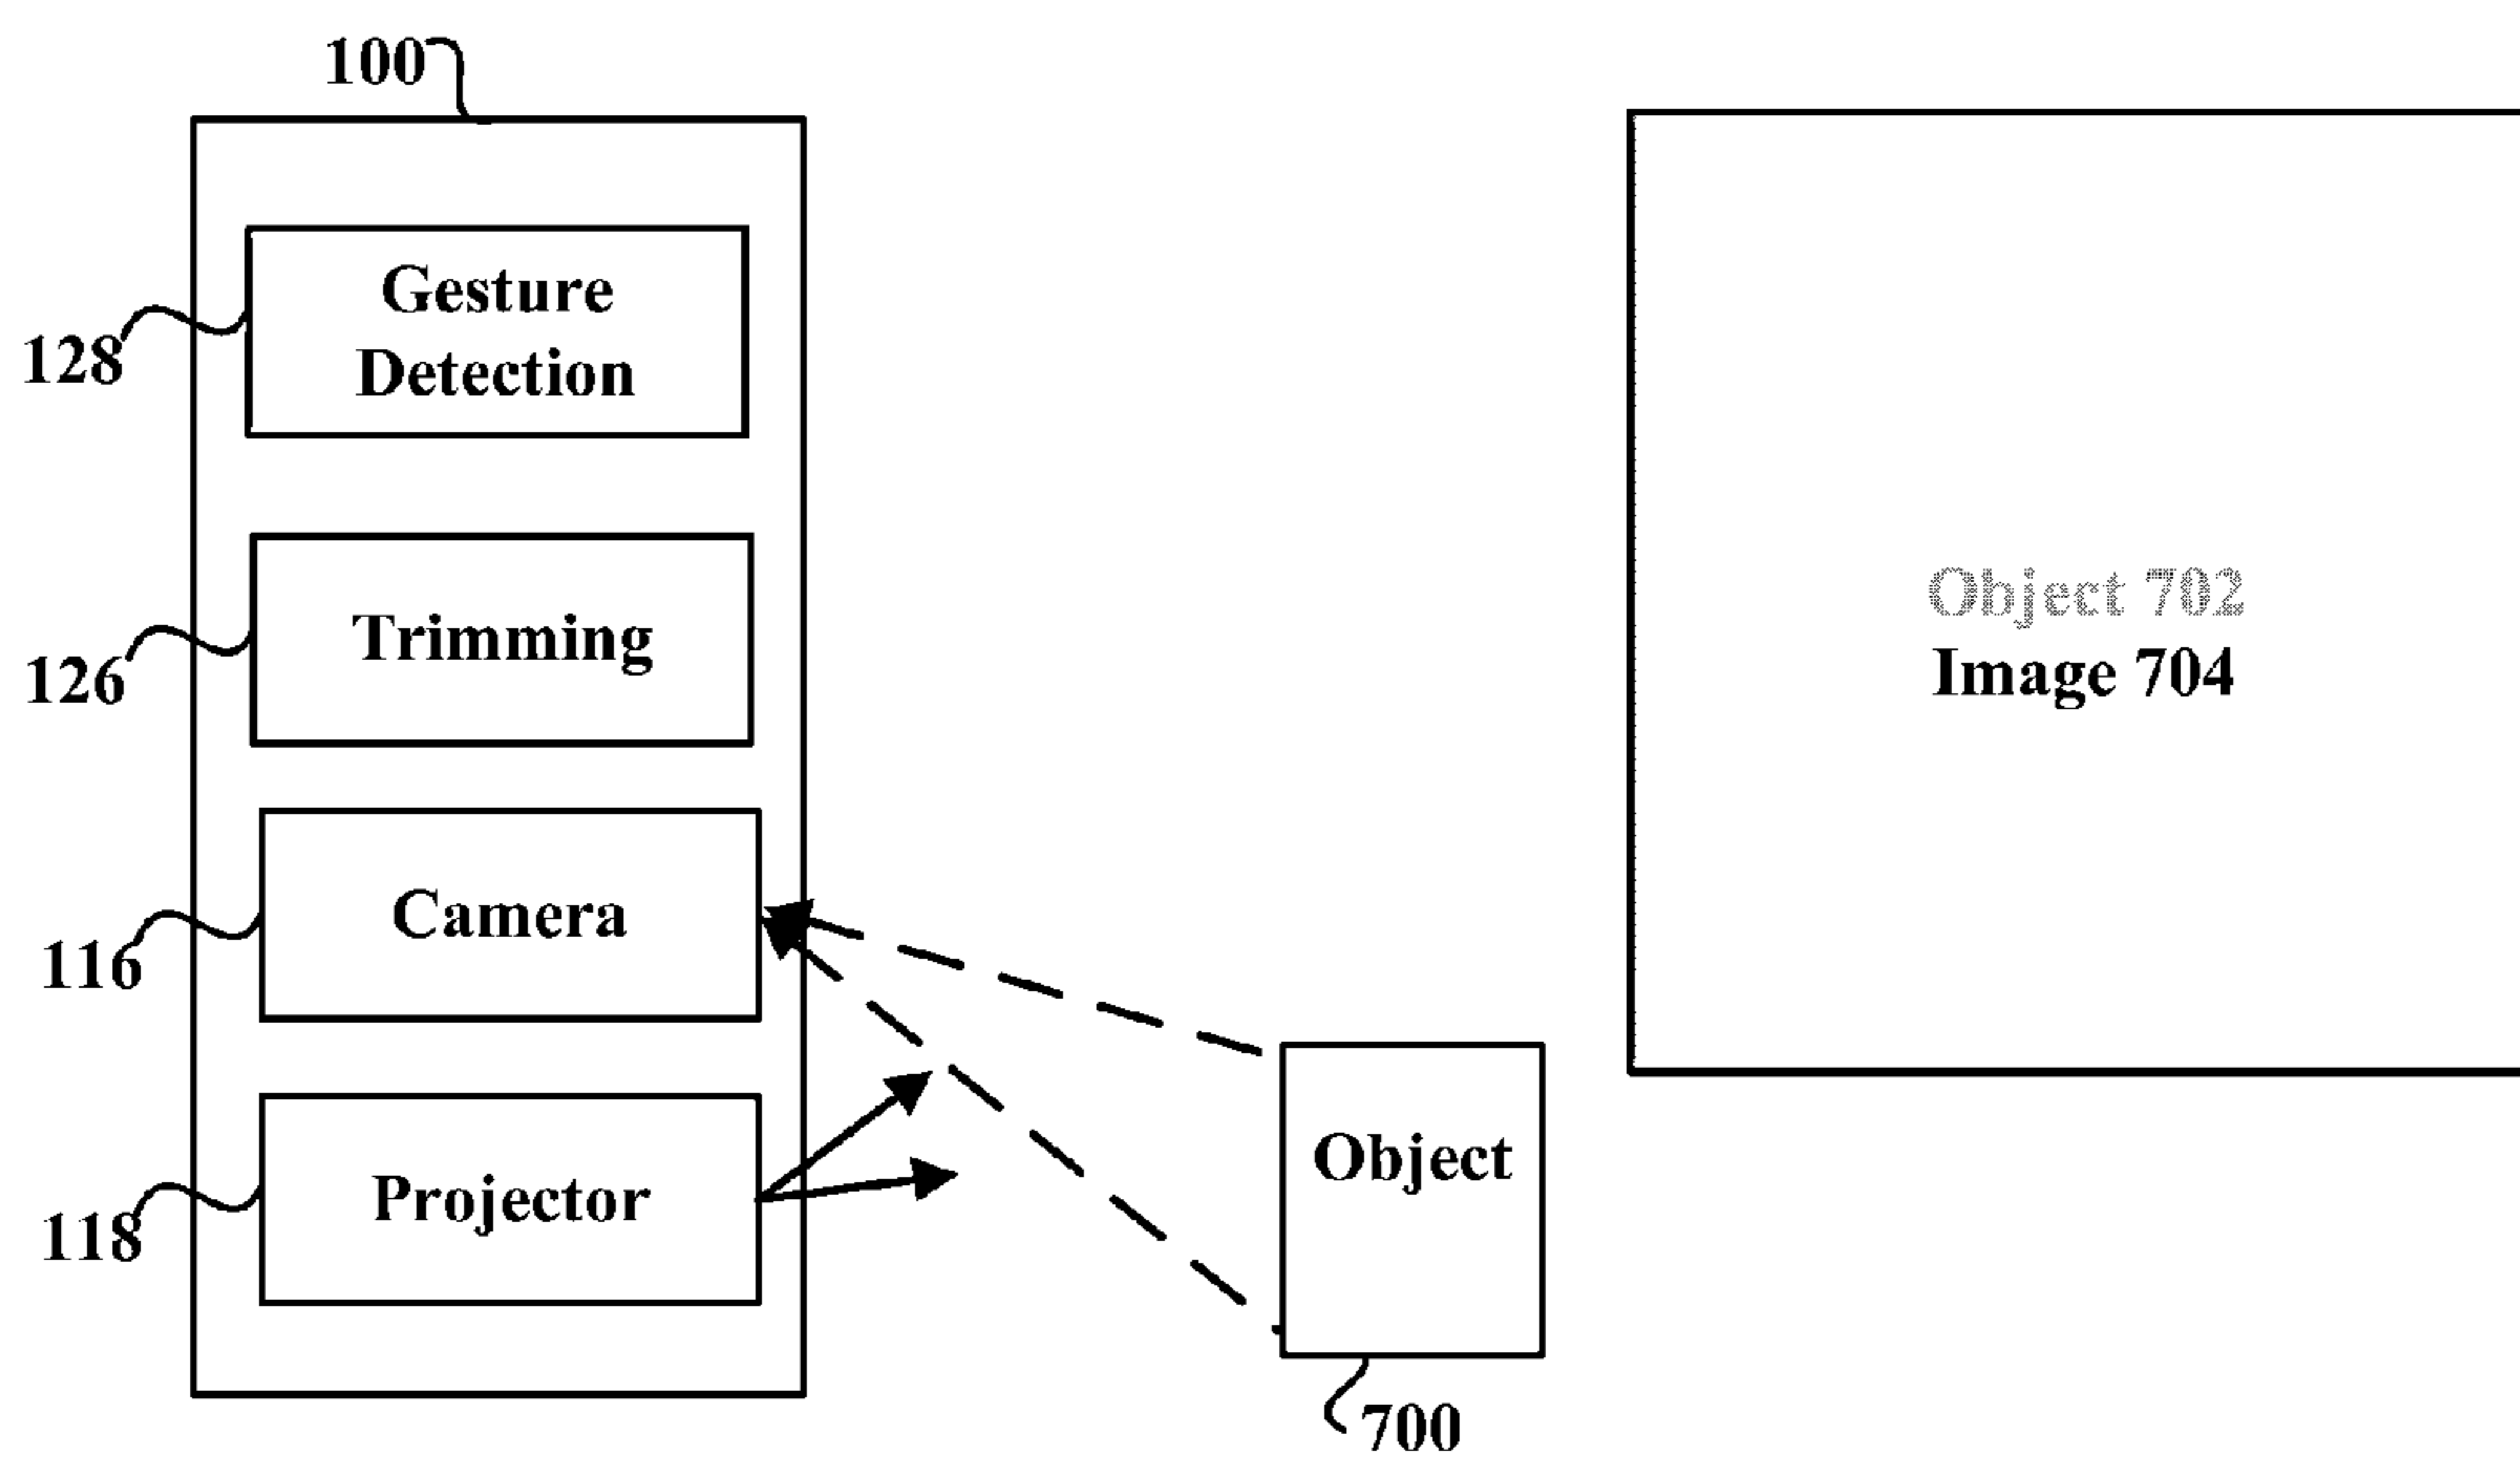 100
Gesture
Detection
128
Trimming
126
Camera
116
Projector
118
Object
700
Object 702
Image 704